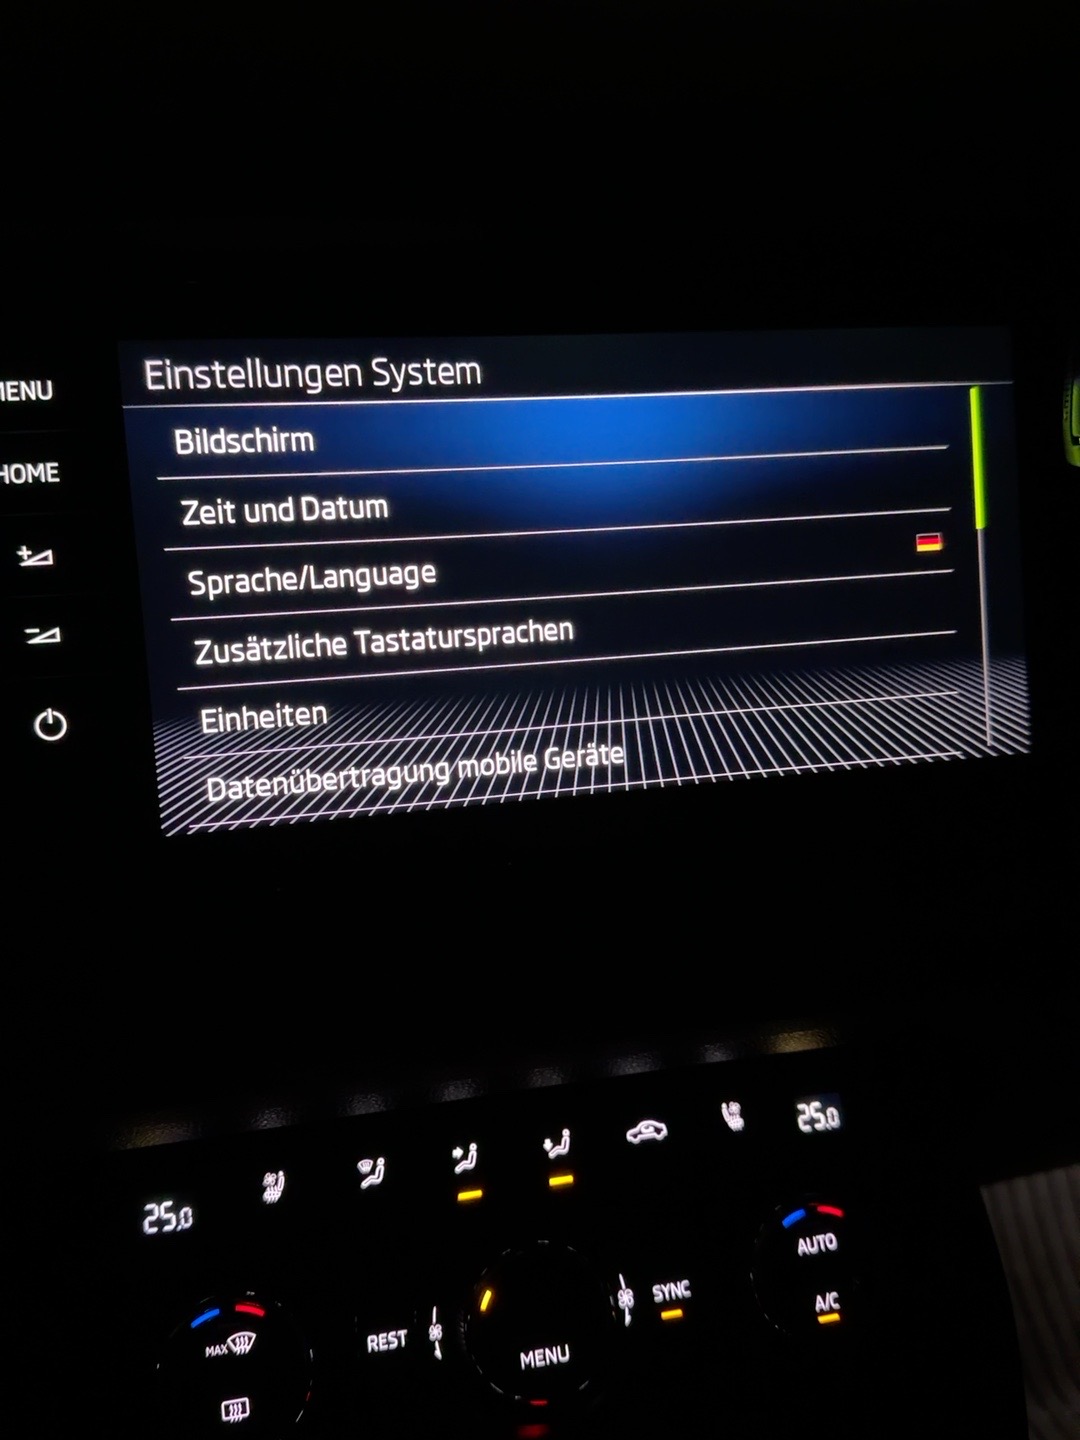 MENU
HOME
Einstellungen System
Bildschirm
Zeit und Datum
Sprache/Language
Zusätzliche Tastatursprachen
Einheiten
Datenübertragung mobile Geräte
25.0
25.0
AUTO
SYNC
A/C
MAX
REST
MENU